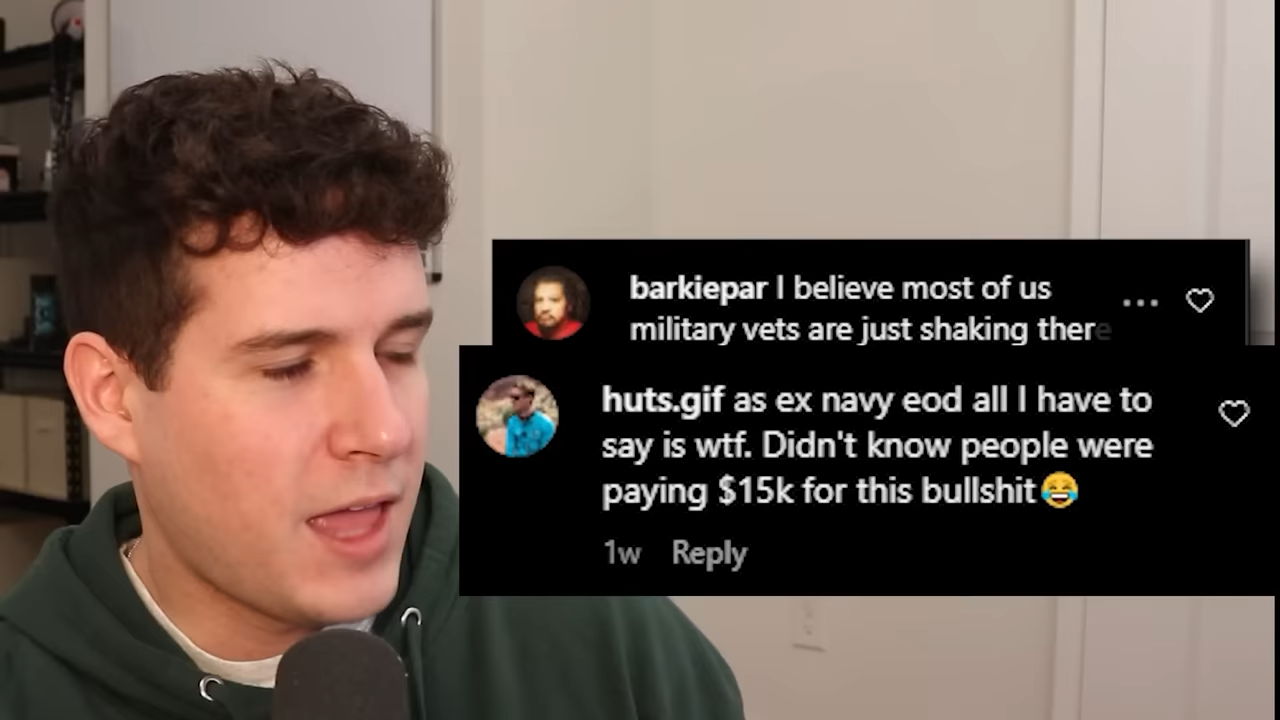 barkiepar I believe most of us
military vets are just shaking there
huts.gif as ex navy eod all I have to
say is wtf. Didn't know people were
paying $15k for this bullshit😂
1w Reply